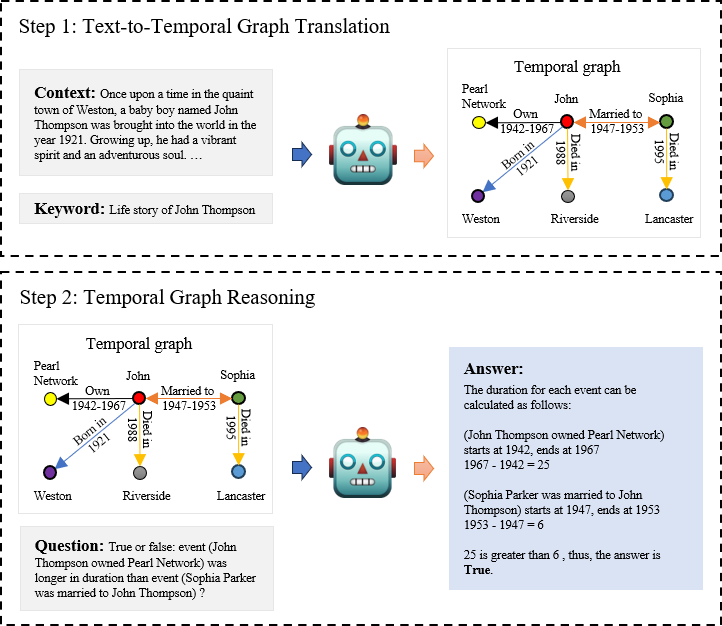 Step 1: Text-to-Temporal Graph Translation
Context: Once upon a time in the quaint
town of Weston, a baby boy named John
Thompson was brought into the world in the
year 1921. Growing up, he had a vibrant
spirit and an adventurous soul. …
Keyword: Life story of John Thompson
Temporal graph
Pearl
Network
John
Sophia
Own
1942-1967
Married to
1947-1953
Born in
1921
Died in
1988
Died in
1995
Weston
Riverside
Lancaster
Step 2: Temporal Graph Reasoning
Temporal graph
Pearl
Network
John
Sophia
Own
1942-1967
Married to
1947-1953
Born in
1921
Died in
1988
Died in
1995
Weston
Riverside
Lancaster
Question: True or false: event (John
Thompson owned Pearl Network) was
longer in duration than event (Sophia Parker
was married to John Thompson) ?
Answer:
The duration for each event can be
calculated as follows:
(John Thompson owned Pearl Network)
starts at 1942, ends at 1967
1967 - 1942 = 25
(Sophia Parker was married to John
Thompson) starts at 1947, ends at 1953
1953 - 1947 = 6
25 is greater than 6 , thus, the answer is
True.